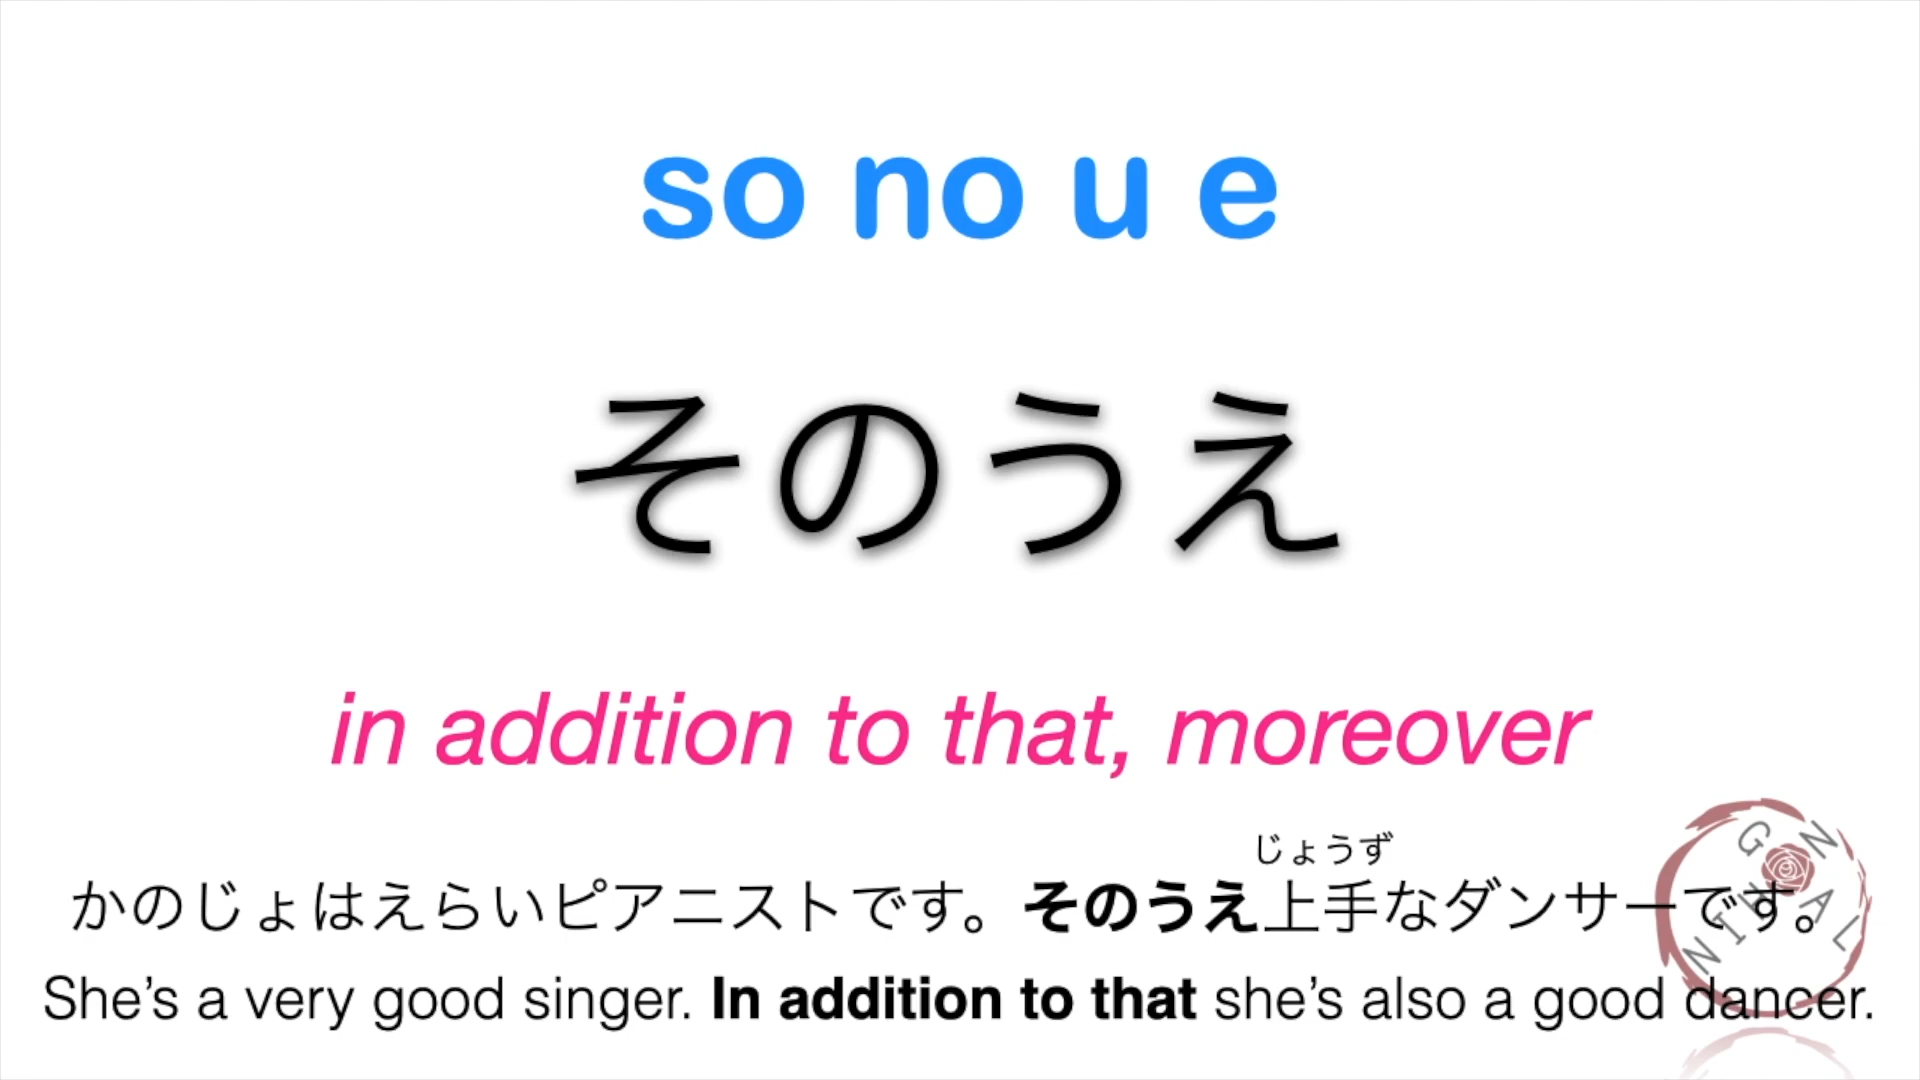 so no u e
そのうえ
in addition to that, moreover
じょうず
かのじょはえらいピアニストです。そのうえ上手なダンサーです。
She's a very good singer. In addition to that she's also a good dancer.